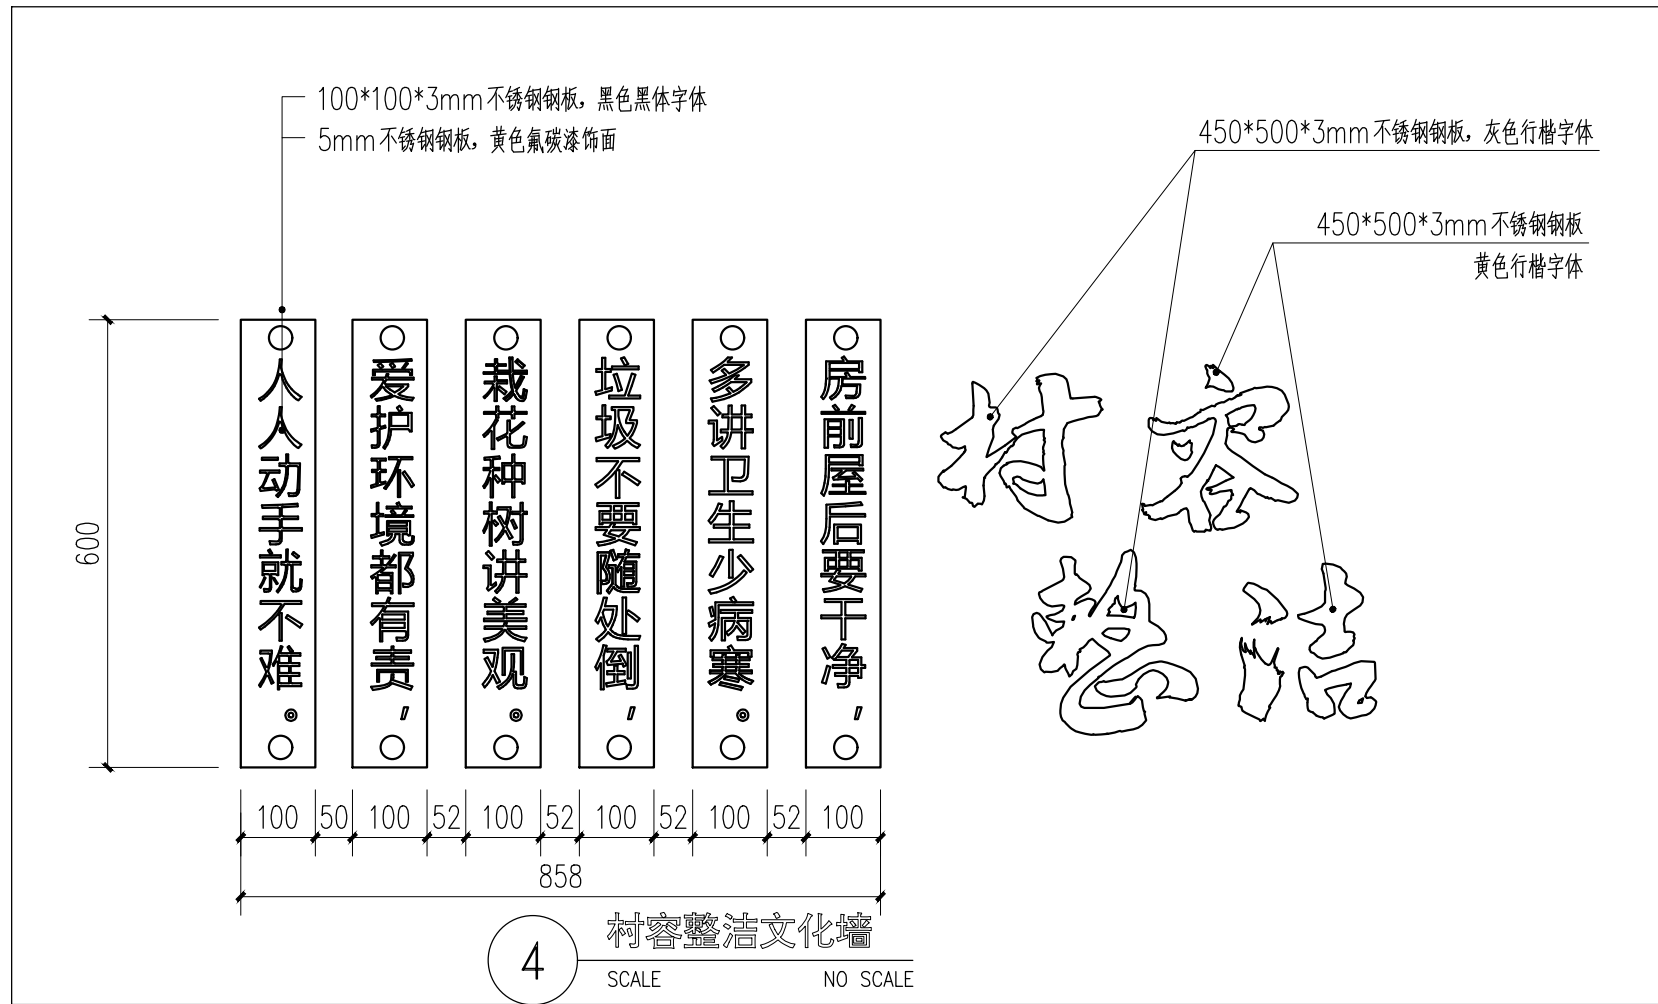 100*100*3mm不锈钢钢板，黑色黑体字体
5mm不锈钢钢板，黄色氟碳漆饰面
450*500*3mm不锈钢钢板，灰色行楷字体
450*500*3mm不锈钢钢板
黄色行楷字体
人人动手就不难。
爱护环境都有责，
栽花种树讲美观。
垃圾不要随处倒，
多讲卫生少病寒。
房前屋后要干净，
村容
整洁
600
100 50 100 52 100 52 100 52 100 52 100
858
4
村容整洁文化墙
SCALE NO SCALE